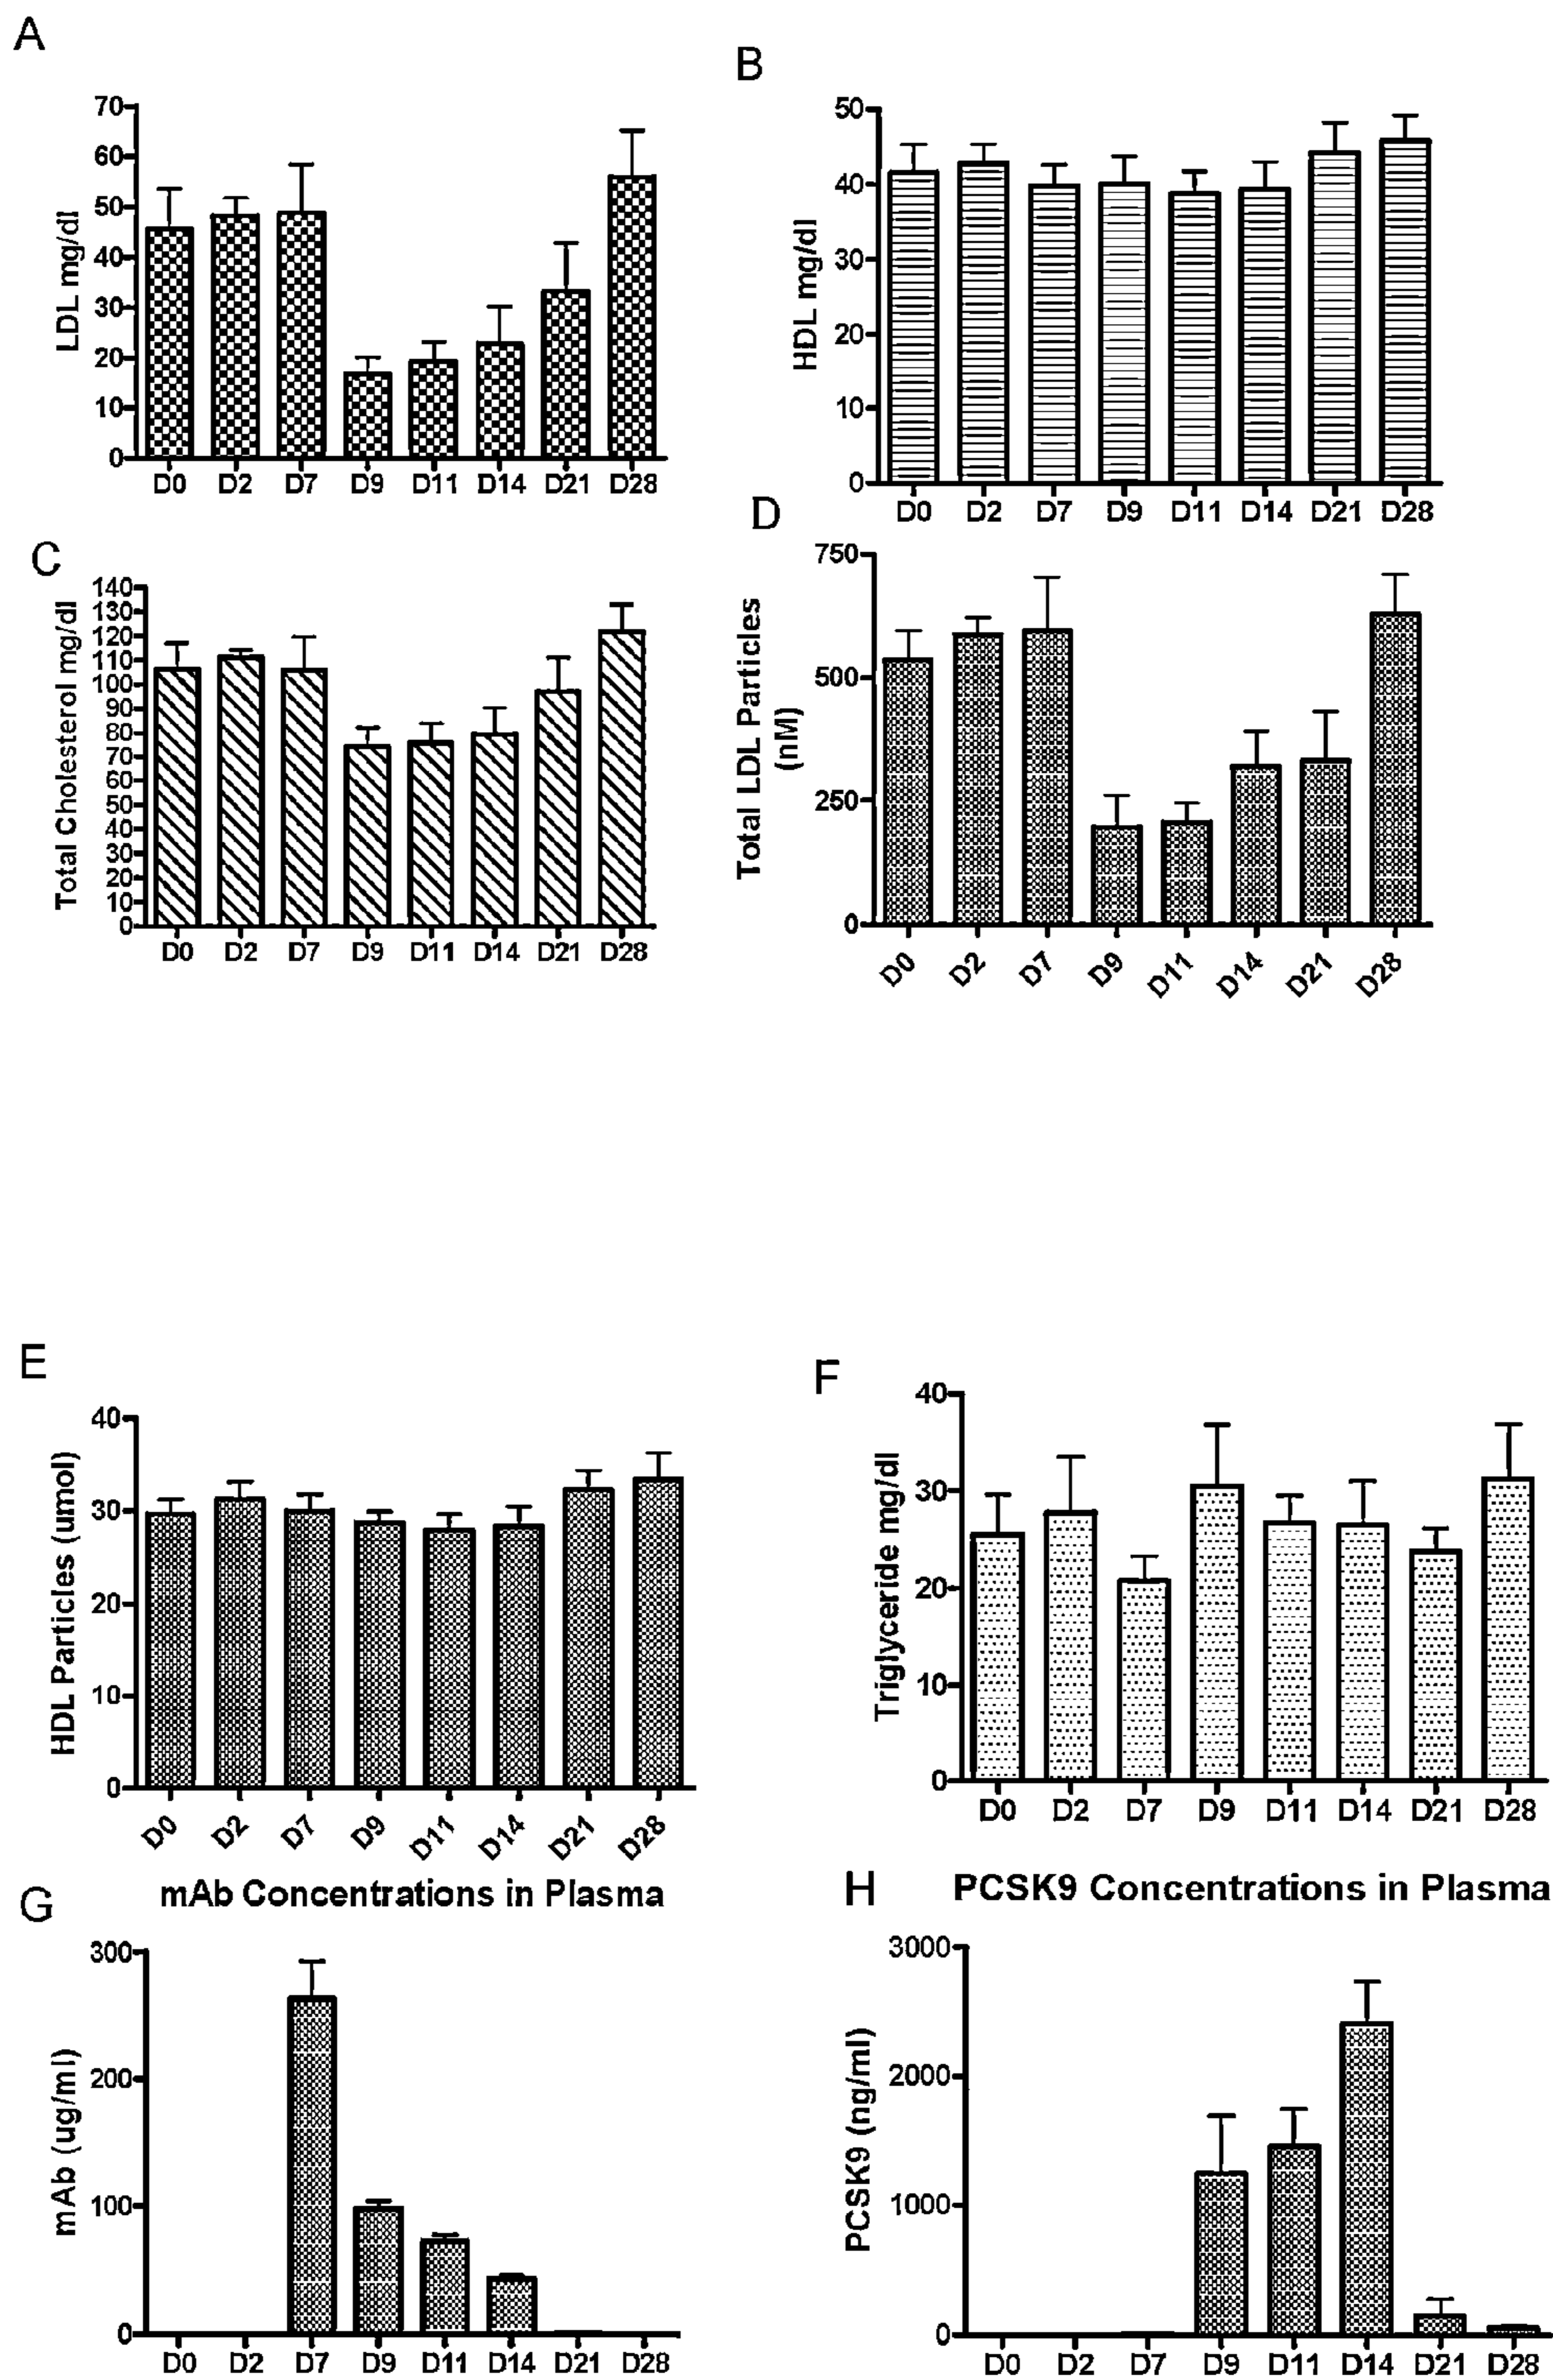 A
LDL mg/dl
70
60
50
40
30
20
10
0
D0 D2 D7 D9 D11 D14 D21 D28
B
HDL mg/dl
50
40
30
20
10
0
D0 D2 D7 D9 D11 D14 D21 D28
C
Total Cholesterol mg/dl
140
130
120
110
100
90
80
70
60
50
40
30
20
10
0
D0 D2 D7 D9 D11 D14 D21 D28
D
Total LDL Particles
(nM)
750
500
250
0
D0 D2 D7 D9 D11 D14 D21 D28
E
HDL Particles (umol)
40
30
20
10
0
D0 D2 D7 D9 D11 D14 D21 D28
F
Triglyceride mg/dl
40
30
20
10
0
D0 D2 D7 D9 D11 D14 D21 D28
G
mAb Concentrations in Plasma
mAb (ug/ml)
300
200
100
0
D0 D2 D7 D9 D11 D14 D21 D28
H
PCSK9 Concentrations in Plasma
PCSK9 (ng/ml)
3000
2000
1000
0
D0 D2 D7 D9 D11 D14 D21 D28